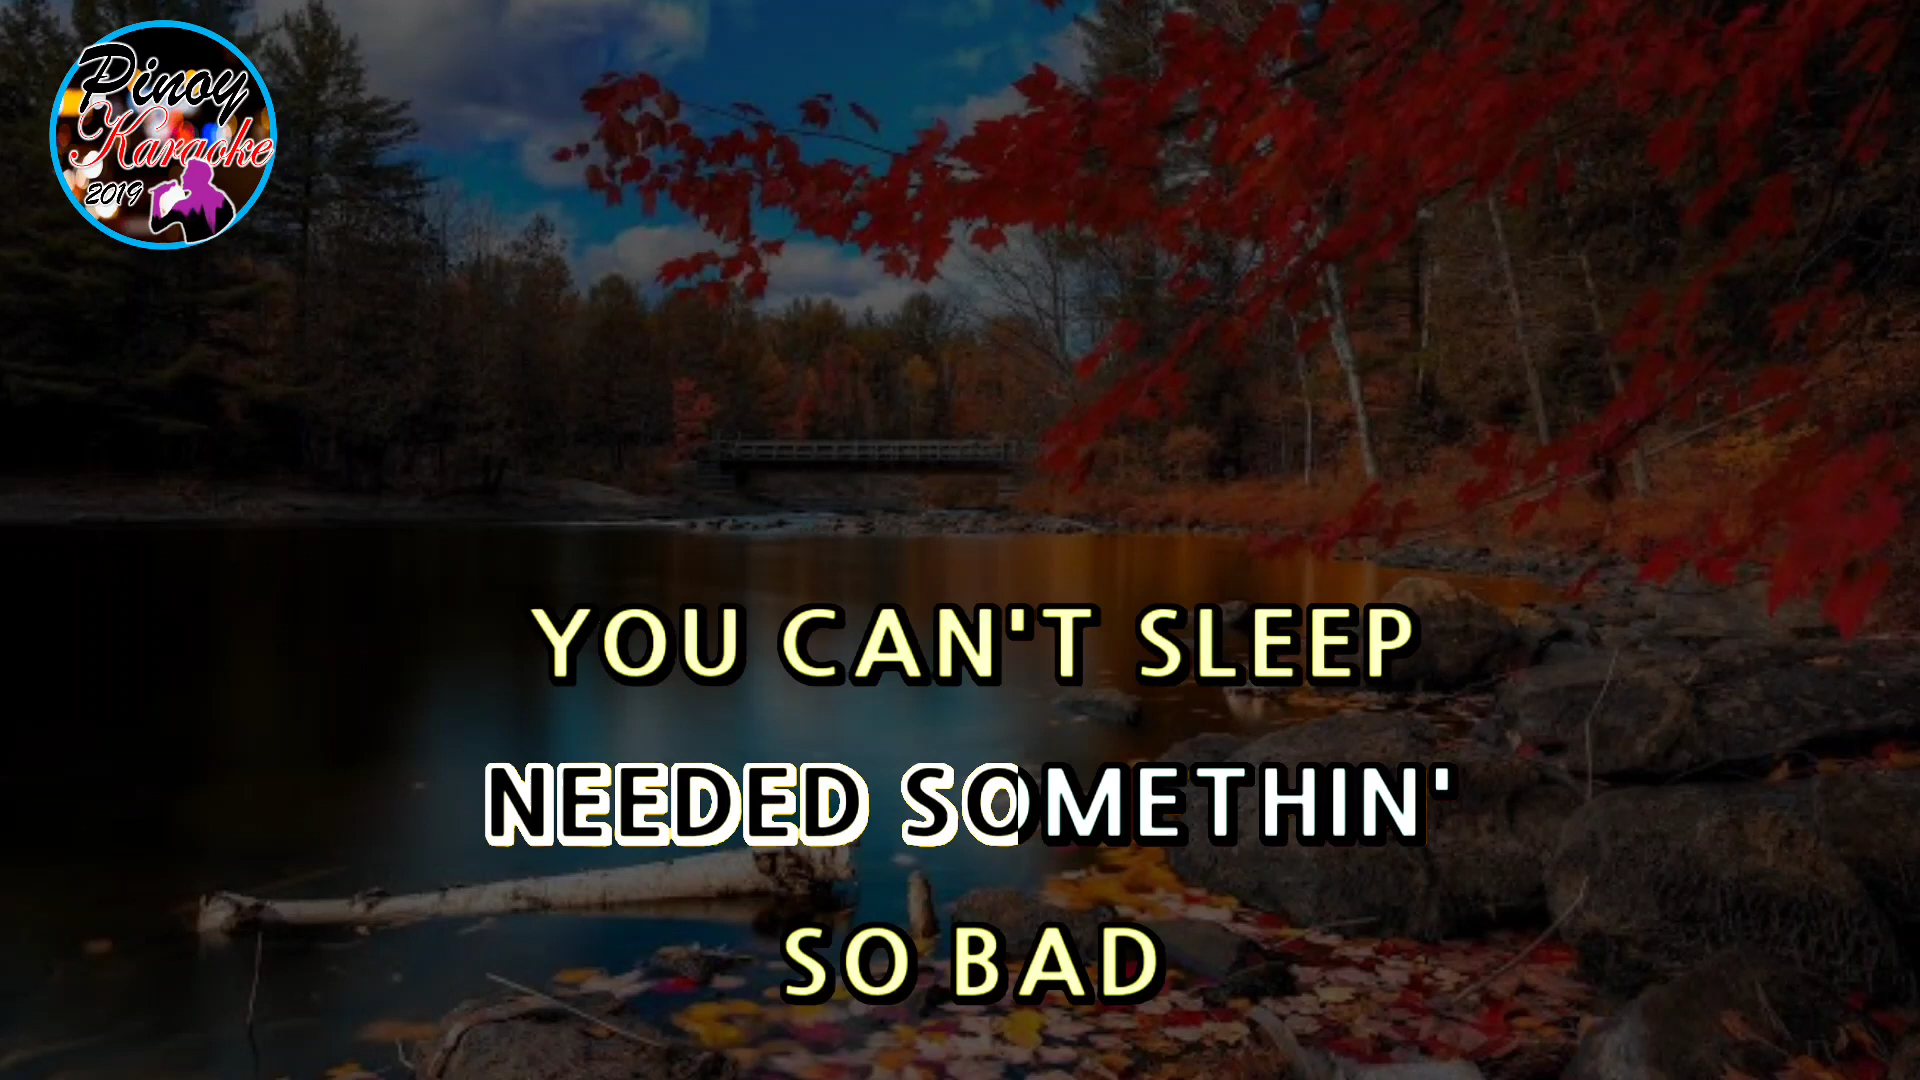 Pinoy
Karaoke
2019
YOU CAN'T SLEEP
NEEDED SOMETHIN'
SO BAD